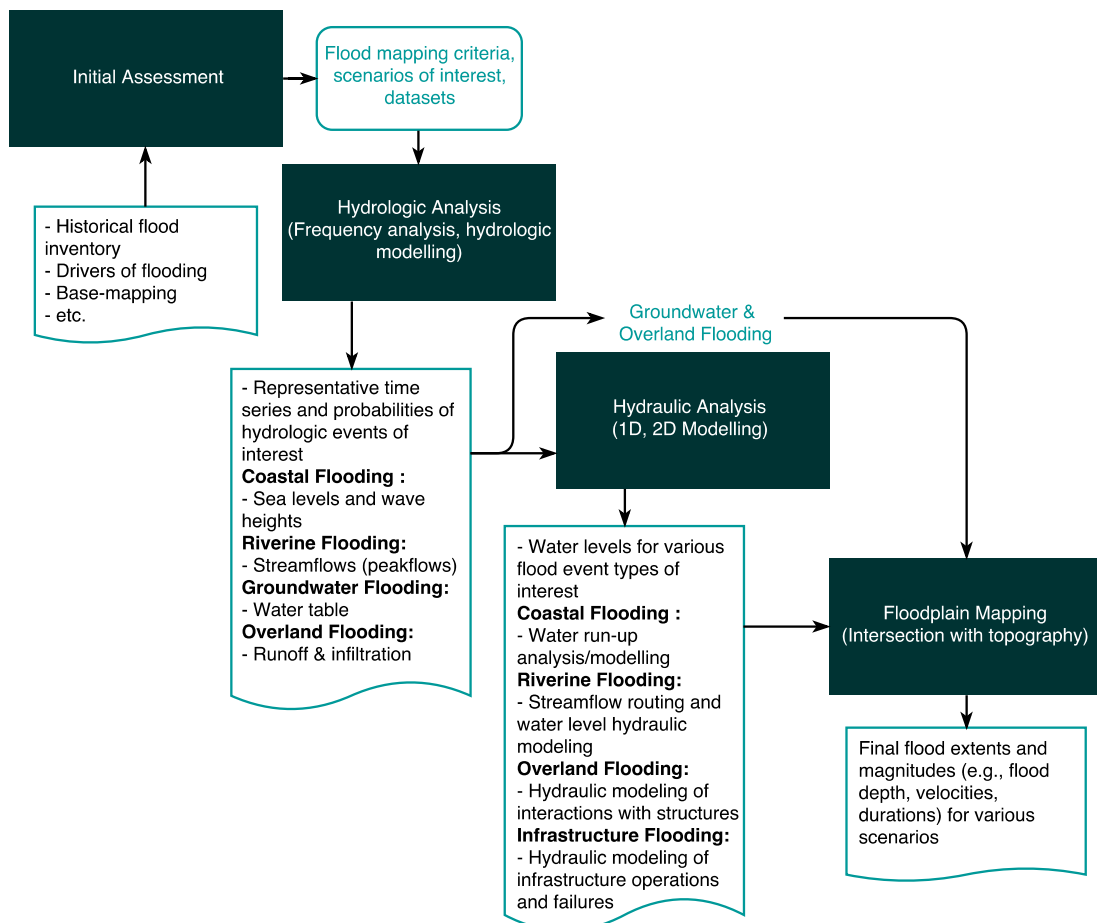 Initial Assessment
Flood mapping criteria,
scenarios of interest,
datasets
- Historical flood
inventory
- Drivers of flooding
- Base-mapping
- etc.
Hydrologic Analysis
(Frequency analysis, hydrologic
modelling)
- Representative time
series and probabilities of
hydrologic events of
interest
Coastal Flooding :
- Sea levels and wave
heights
Riverine Flooding:
- Streamflows (peakflows)
Groundwater Flooding:
- Water table
Overland Flooding:
- Runoff & infiltration
Groundwater &
Overland Flooding
Hydraulic Analysis
(1D, 2D Modelling)
- Water levels for various
flood event types of
interest
Coastal Flooding :
- Water run-up
analysis/modelling
Riverine Flooding:
- Streamflow routing and
water level hydraulic
modeling
Overland Flooding:
- Hydraulic modeling of
interactions with structures
Infrastructure Flooding:
- Hydraulic modeling of
infrastructure operations
and failures
Floodplain Mapping
(Intersection with topography)
Final flood extents and
magnitudes (e.g., flood
depth, velocities,
durations) for various
scenarios